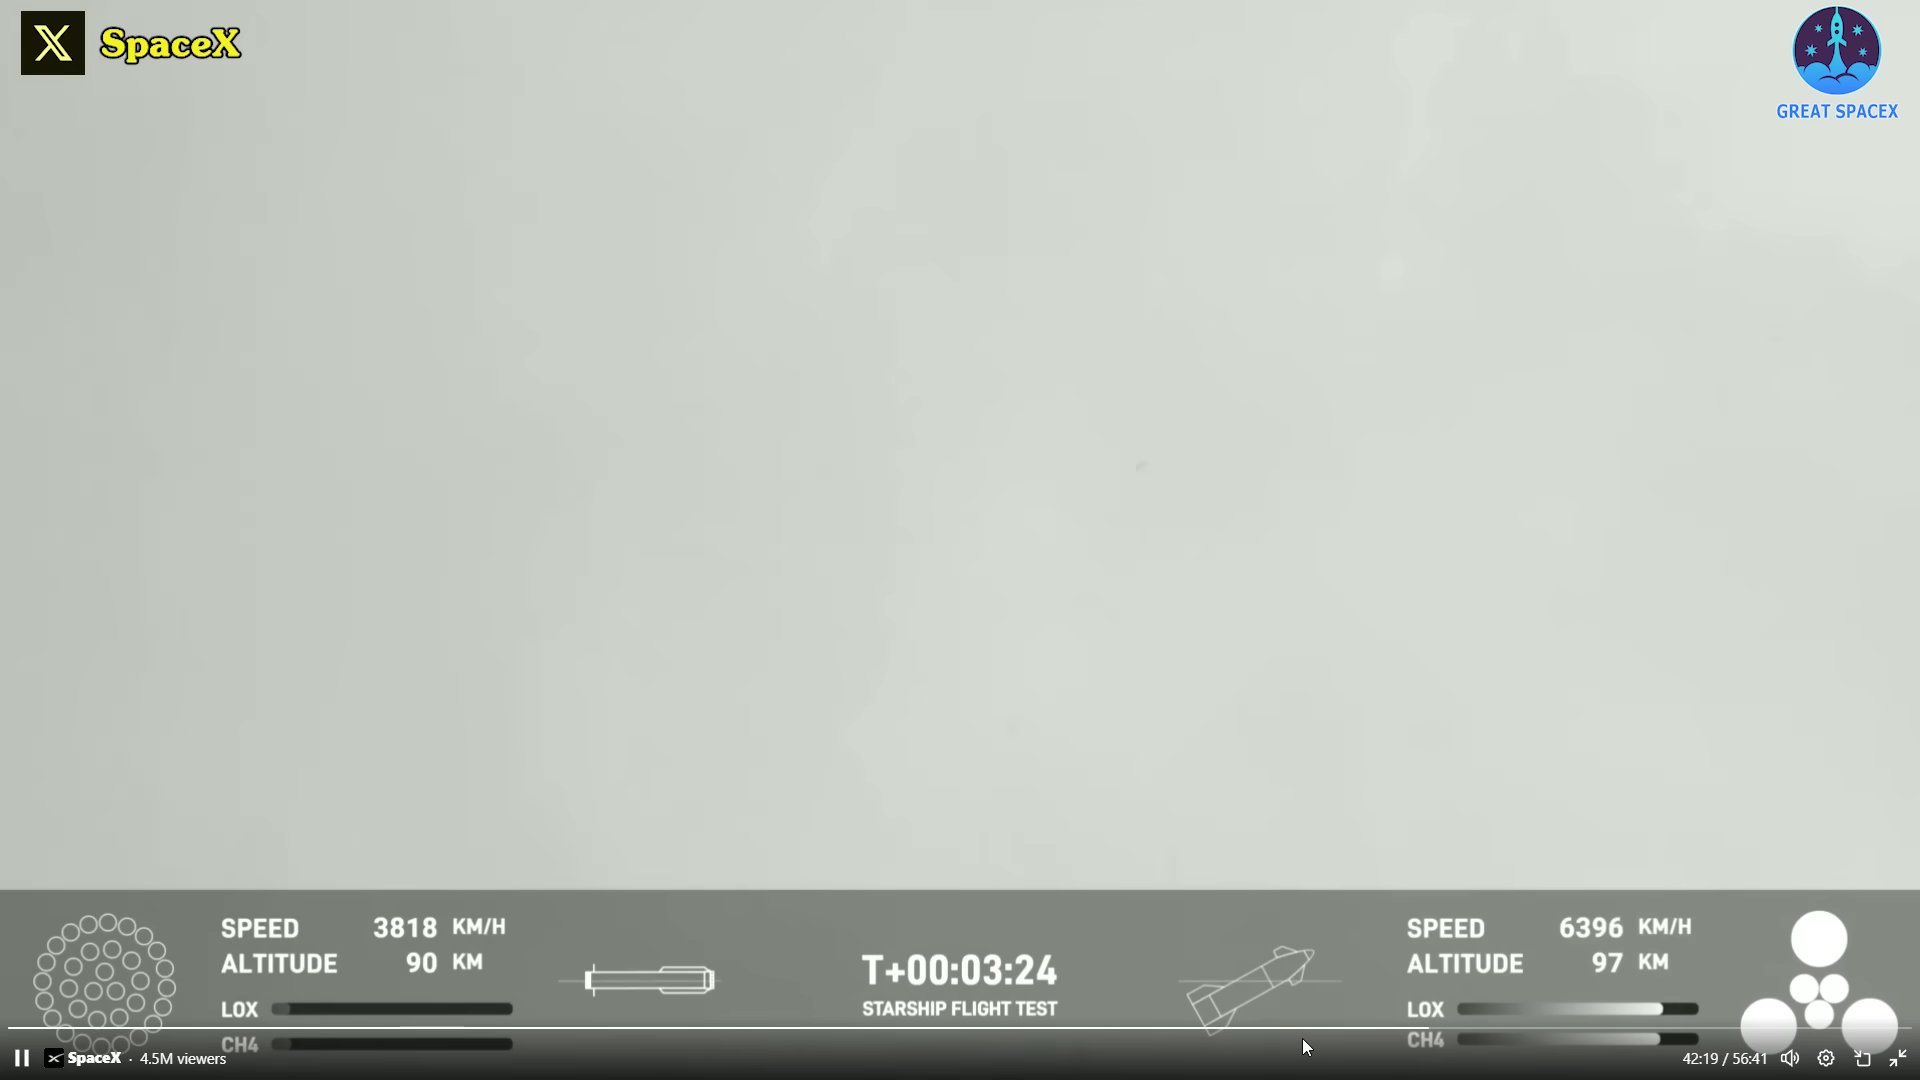 X SpaceX
GREAT SPACEX
SPEED 3818 KM/H
ALTITUDE 90 KM
LOX
CH4
T+00:03:24
STARSHIP FLIGHT TEST
SPEED 6396 KM/H
ALTITUDE 97 KM
LOX
CH4
SpaceX · 4.5M viewers
42:19 / 56:41